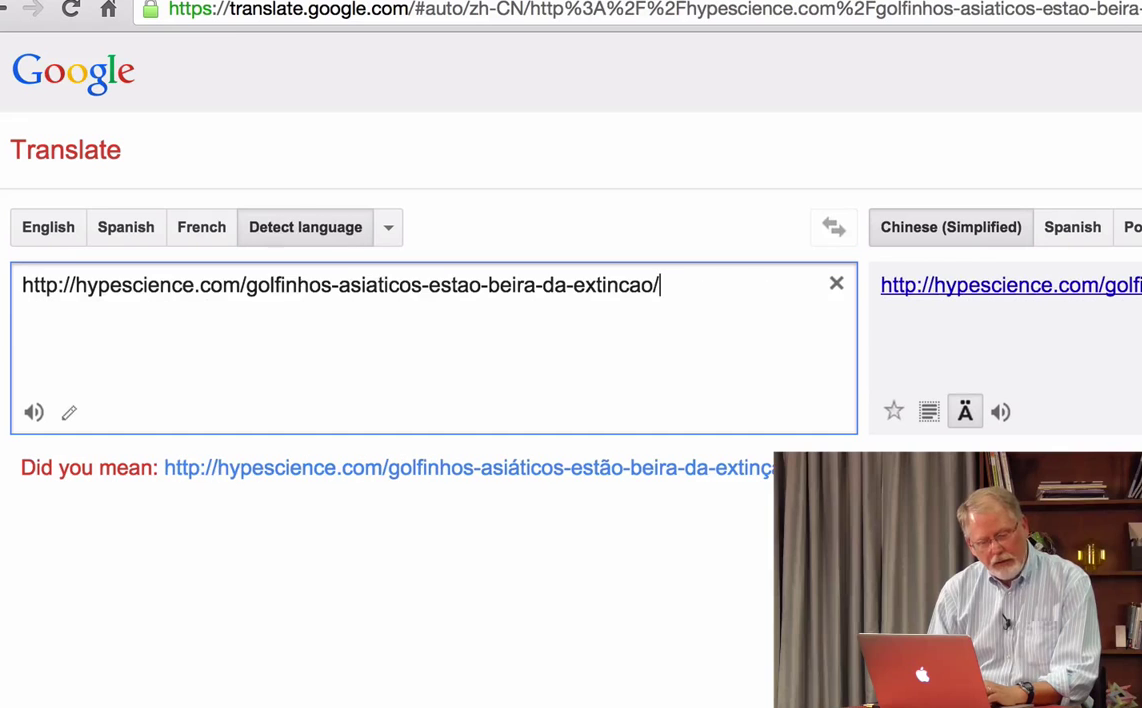 https://translate.google.com/#auto/zh-CN/http%3A%2F%2Fhypescience.com%2Fgolfinhos-asiaticos-estao-beira-
Google
Translate
English Spanish French Detect language Chinese (Simplified) Spanish Po
http://hypescience.com/golfinhos-asiaticos-estao-beira-da-extincao/ http://hypescience.com/golfi
Ä
Did you mean: http://hypescience.com/golfinhos-asiáticos-estão-beira-da-extinça